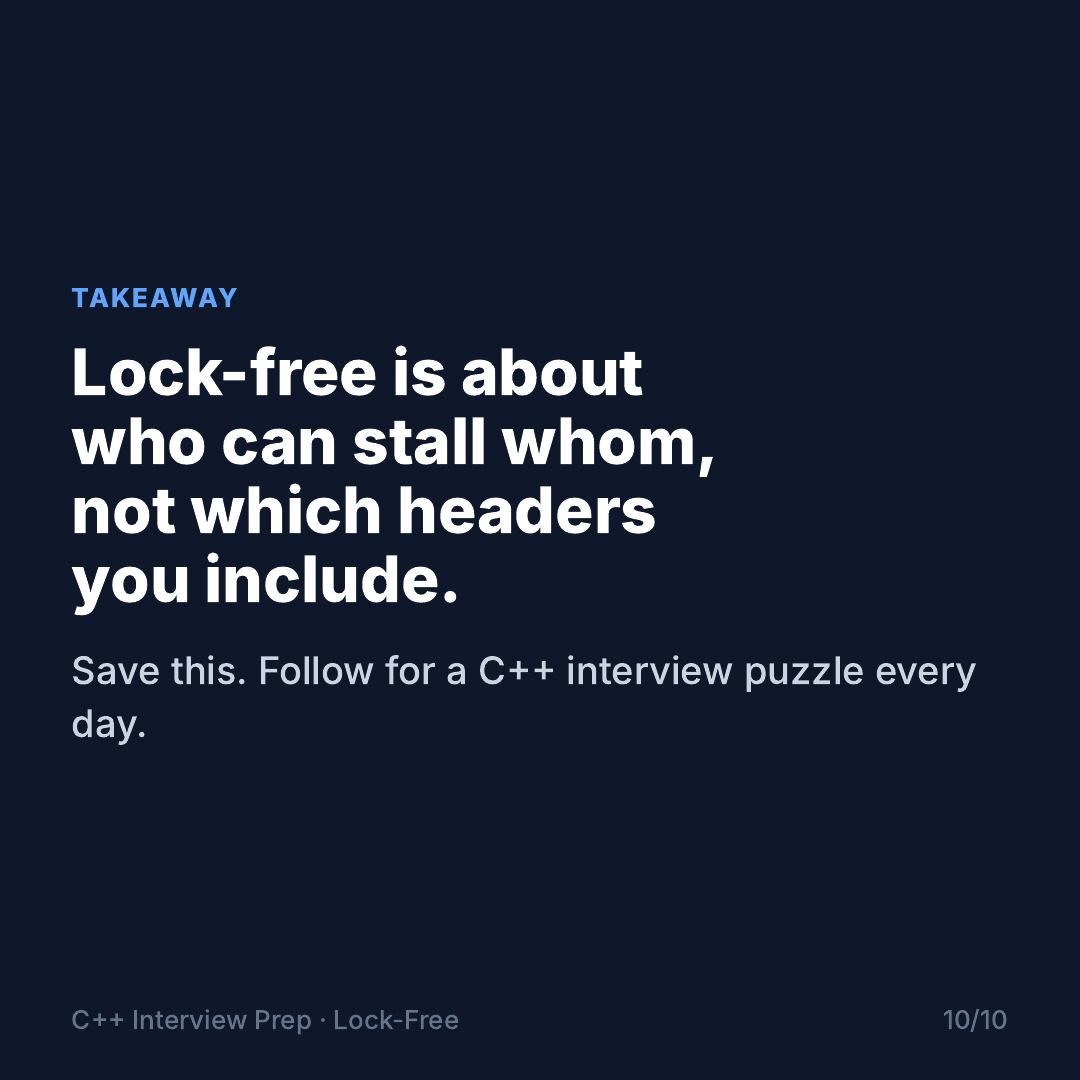 TAKEAWAY
Lock-free is about
who can stall whom,
not which headers
you include.
Save this. Follow for a C++ interview puzzle every
day.
C++ Interview Prep · Lock-Free
10/10